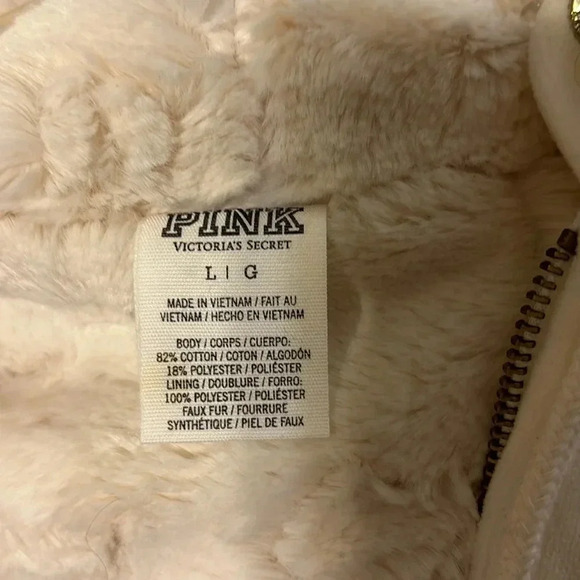 PINK
VICTORIA'S SECRET
L | G
MADE IN VIETNAM / FAIT AU
VIETNAM / HECHO EN VIETNAM
BODY / CORPS / CUERPO:
82% COTTON / COTON / ALGODÓN
18% POLYESTER / POLIÉSTER
LINING / DOUBLURE / FORRO:
100% POLYESTER / POLIÉSTER
FAUX FUR / FOURRURE
SYNTHÉTIQUE / PIEL DE FAUX